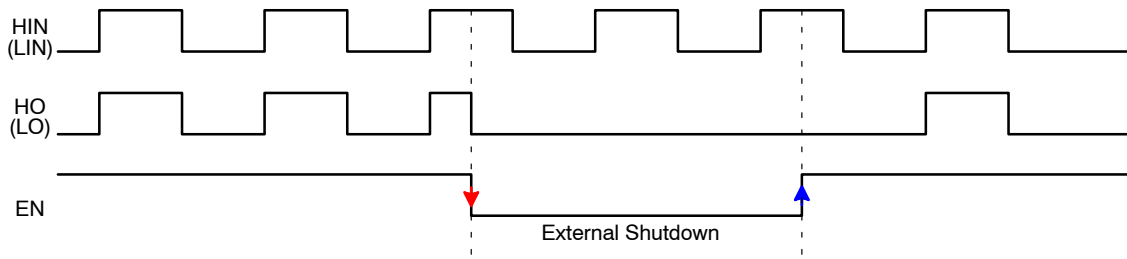 HIN
(LIN)
HO
(LO)
EN
External Shutdown